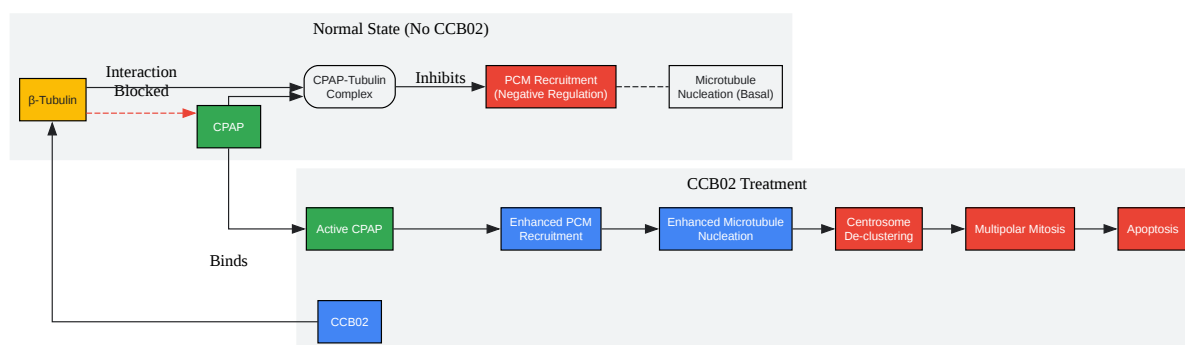 Normal State (No CCB02)
Interaction
Blocked
β-Tubulin
CPAP
CPAP-Tubulin
Complex
Inhibits
PCM Recruitment
(Negative Regulation)
Microtubule
Nucleation (Basal)
CCB02 Treatment
Active CPAP
Enhanced PCM
Recruitment
Enhanced Microtubule
Nucleation
Centrosome
De-clustering
Multipolar Mitosis
Apoptosis
Binds
CCB02